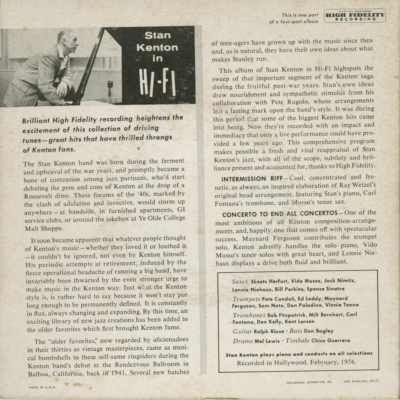 This is one part
of a four-part album
HIGH FIDELITY
RECORDING
Stan
Kenton
in
HI-FI
Brilliant High Fidelity recording heightens the
excitement of this collection of driving
tunes—great hits that have thrilled throngs
of Kenton fans.
The Stan Kenton band was born during the ferment
and upheaval of the war years, and promptly became a
bone of contention among jazz partisans, who'd start
debating the pros and cons of Kenton at the drop of a
Roosevelt dime. These furores of the '40s, marked by
the clash of adulation and invective, would storm up
anywhere—at bandside, in furnished apartments, GI
service clubs, or around the jukebox at Ye Olde College
Malt Shoppe.
It soon became apparent that whatever people thought
of Kenton's music—whether they loved it or loathed it
—it couldn't be ignored, not even by Kenton himself.
His periodic attempts at retirement, induced by the
fierce operational headache of running a big band, have
invariably been thwarted by the even stronger urge to
make music in the Kenton way. Just what the Kenton
style is, is rather hard to say because it won't stay put
long enough to be permanently defined. It is constantly
in flux, always changing and expanding. By this time, an
exciting library of new jazz creations has been added to
the older favorites which first brought Kenton fame.
The "older favorites," now regarded by aficionados
in their thirties as vintage masterpieces, came as musi-
cal bombshells to these self-same ringsiders during the
Kenton band's debut at the Rendezvous Ballroom in
Balboa, California, back in 1941. Several new batches
of teen-agers have grown up with the music since then
and, as is natural, they have their own ideas about what
makes Stanley run.
This album of Stan Kenton in Hi-Fi highspots the
sweep of that important segment of the Kenton saga
during the fruitful post-war years. Stan's own ideas
drew nourishment and sympathetic stimulus from his
collaboration with Pete Rugolo, whose arrangements
left a lasting mark upon the band's style. It was during
this period that some of the biggest Kenton hits came
into being. Now they're recorded with an impact and
immediacy that only a live performance could have pro-
vided a few years ago. This comprehensive program
makes possible a fresh and vital reappraisal of Stan
Kenton's jazz, with all of the scope, subtlety and bril-
liance present and accounted for, thanks to High Fidelity.
INTERMISSION RIFF—Cool, concentrated and fre-
netic, as always, an inspired elaboration of Ray Wetzel's
original head arrangement, featuring Stan's piano, Carl
Fontana's trombone, and Musso's tenor sax.
CONCERTO TO END ALL CONCERTOS—One of the
most ambitious of all Kenton composition-arrange-
ments, and, happily, one that comes off with spectacular
success. Maynard Ferguson contributes the trumpet
solo, Kenton adroitly handles the solo piano, Vido
Musso's tenor solos with great heart, and Lennie Nie-
haus displays a drive both fluid and brilliant.
Saxes Skeets Herfurt, Vido Musso, Jack Nimitz,
Lennie Niehaus, Bill Perkins, Spence Sinatra
Trumpets Pete Candoli, Ed Leddy, Maynard
Ferguson, Sam Noto, Don Paladino, Vinnie Tanno
Trombones Bob Fitzpatrick, Milt Bernhart, Carl
Fontana, Don Kelly, Kent Larsen
Guitar Ralph Blaze · Bass Don Bagley
Drums Mel Lewis · Timbale Chico Guerrero
Stan Kenton plays piano and conducts on all selections
Recorded in Hollywood, February, 1956.
MADE IN U.S.A.